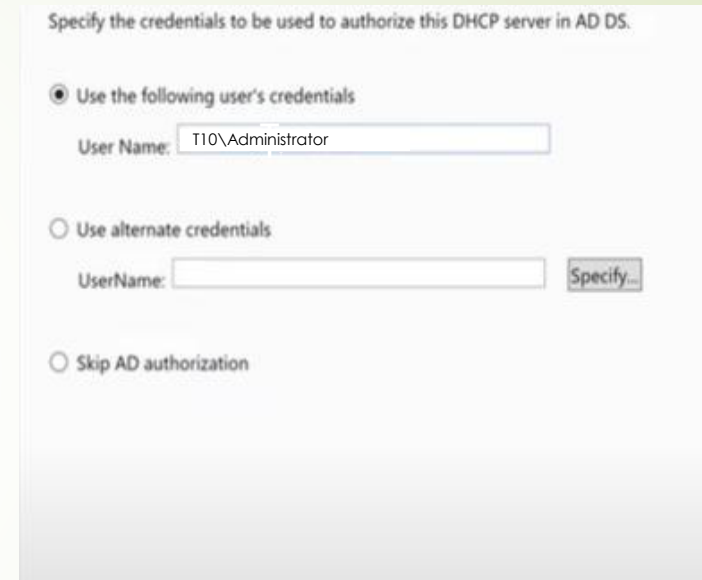 Specify the credentials to be used to authorize this DHCP server in AD DS.
Use the following user's credentials
User Name: T10\Administrator
Use alternate credentials
UserName:
Specify...
Skip AD authorization